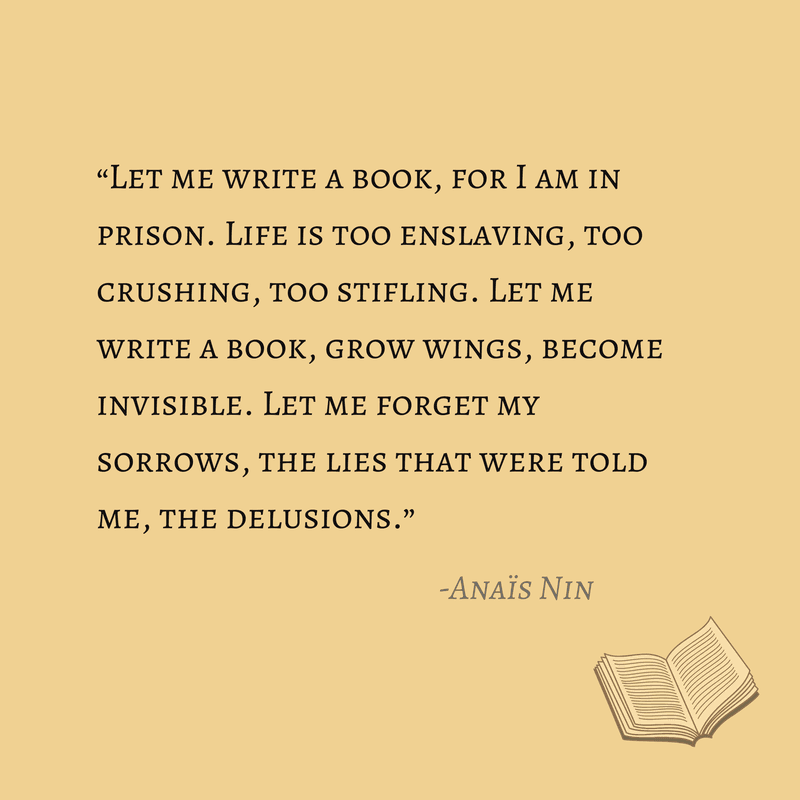 “Let me write a book, for I am in
prison. Life is too enslaving, too
crushing, too stifling. Let me
write a book, grow wings, become
invisible. Let me forget my
sorrows, the lies that were told
me, the delusions.”
-Anaïs Nin